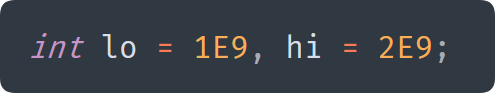 int lo = 1E9, hi = 2E9;